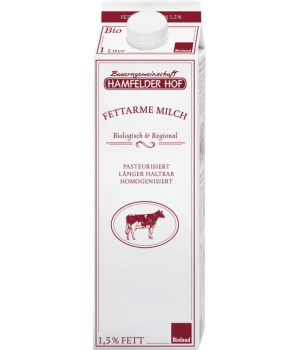 FETTARME MILCH 1,5%
Bio
1 Liter
Bioland
Bauerngemeinschaft
HAMFELDER HOF
FETTARME MILCH
Biologisch & Regional
PASTEURISIERT
LÄNGER HALTBAR
HOMOGENISIERT
1,5% FETT
Bioland